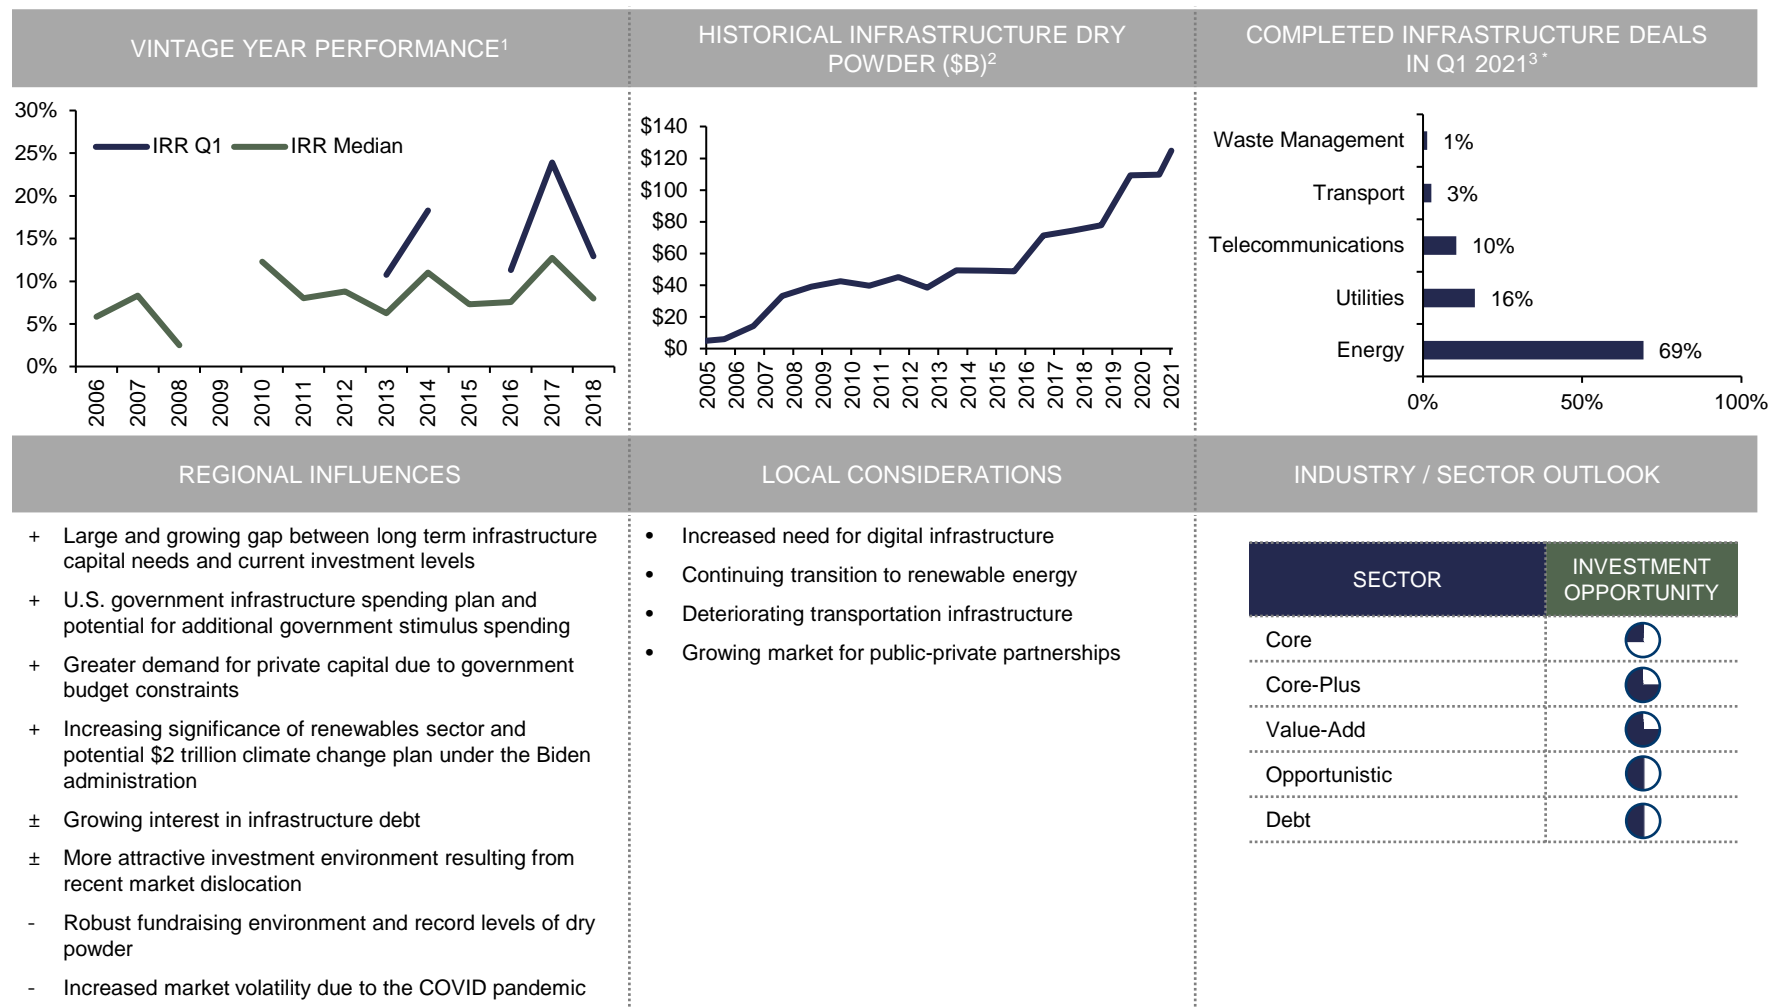 VINTAGE YEAR PERFORMANCE1
HISTORICAL INFRASTRUCTURE DRY
POWDER ($B)2
COMPLETED INFRASTRUCTURE DEALS
IN Q1 20213 *
30%
25%
20%
15%
10%
5%
0%
IRR Q1
IRR Median
2006
2007
2008
2009
2010
2011
2012
2013
2014
2015
2016
2017
2018
$140
$120
$100
$80
$60
$40
$20
$0
2005
2006
2007
2008
2009
2010
2011
2012
2013
2014
2015
2016
2017
2018
2019
2020
2021
Waste Management 1%
Transport 3%
Telecommunications 10%
Utilities 16%
Energy 69%
0% 50% 100%
REGIONAL INFLUENCES
+ Large and growing gap between long term infrastructure
capital needs and current investment levels
+ U.S. government infrastructure spending plan and
potential for additional government stimulus spending
+ Greater demand for private capital due to government
budget constraints
+ Increasing significance of renewables sector and
potential $2 trillion climate change plan under the Biden
administration
± Growing interest in infrastructure debt
± More attractive investment environment resulting from
recent market dislocation
- Robust fundraising environment and record levels of dry
powder
- Increased market volatility due to the COVID pandemic
LOCAL CONSIDERATIONS
• Increased need for digital infrastructure
• Continuing transition to renewable energy
• Deteriorating transportation infrastructure
• Growing market for public-private partnerships
INDUSTRY / SECTOR OUTLOOK
SECTOR
INVESTMENT
OPPORTUNITY
Core
Core-Plus
Value-Add
Opportunistic
Debt